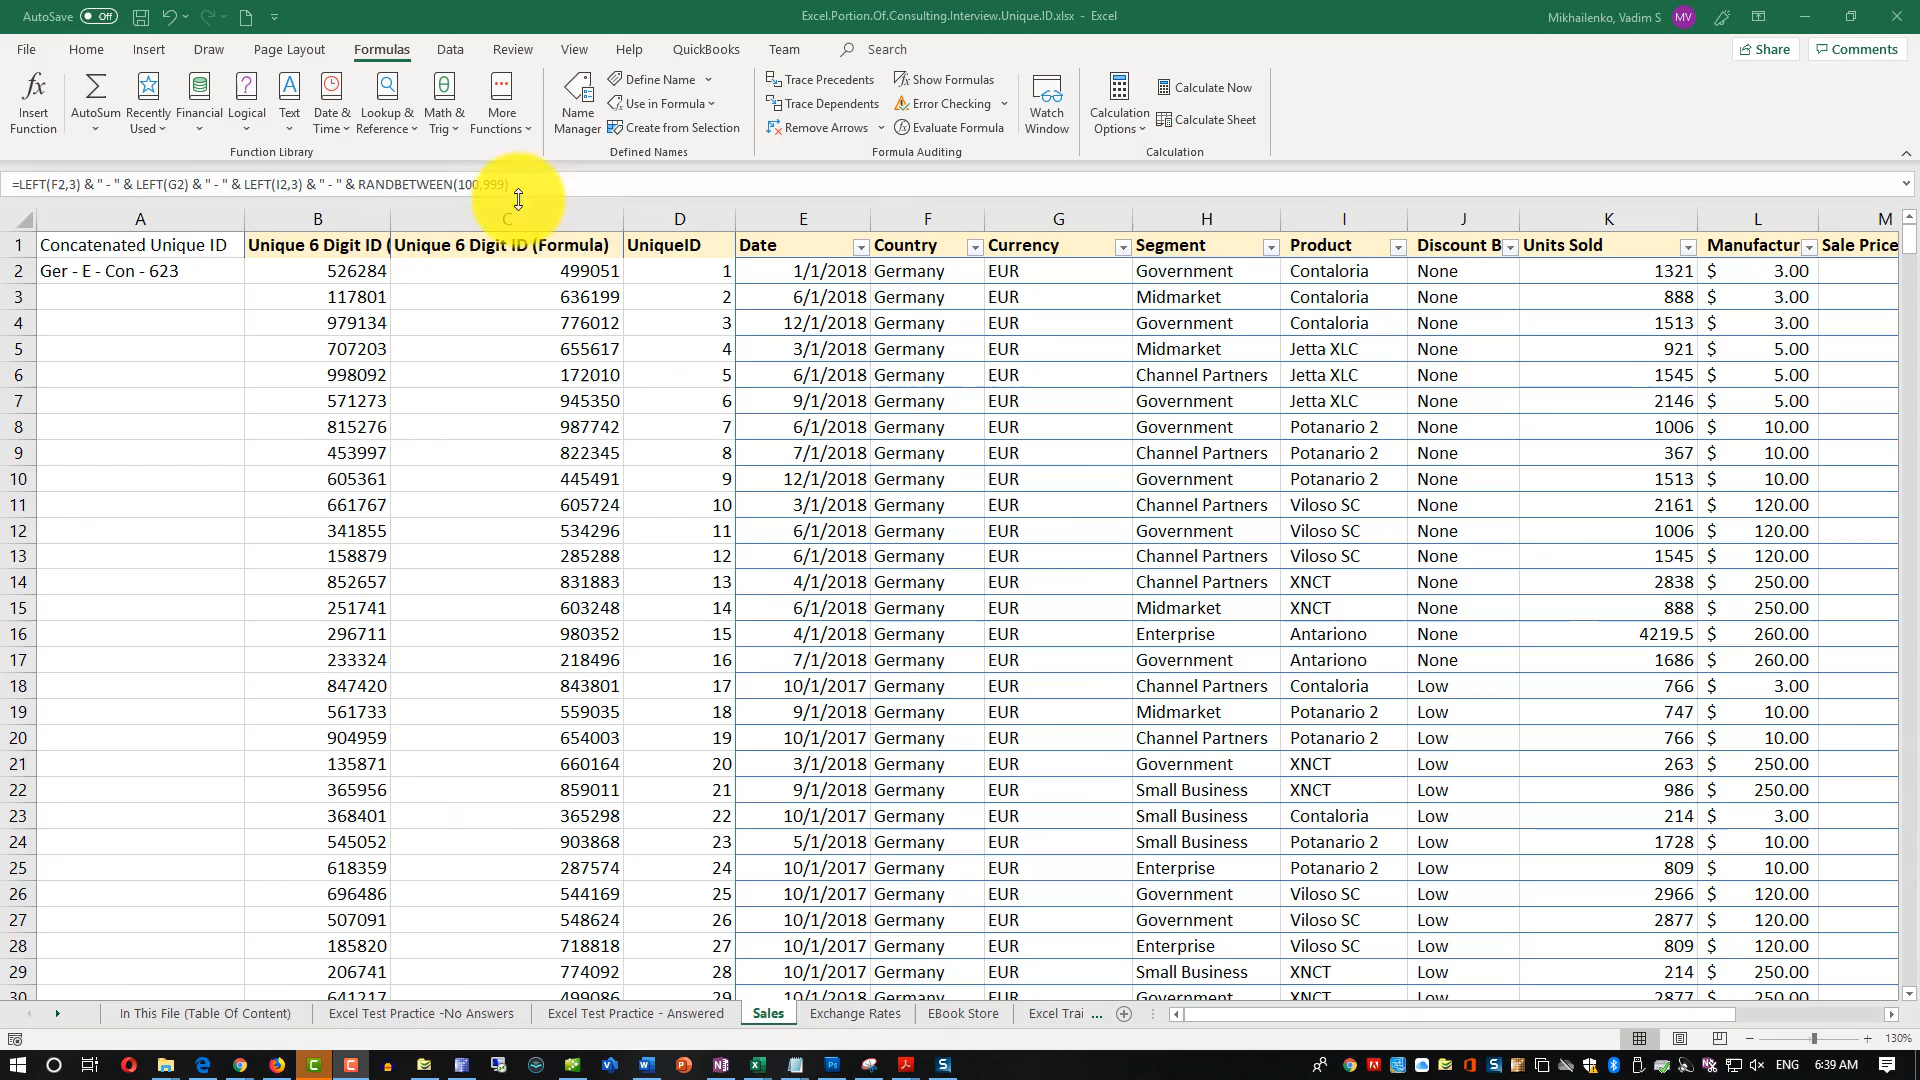 AutoSave Off Excel.Portion.Of.Consulting.Interview.Unique.ID.xlsx - Excel Mikhailenko, Vadim S MV
File Home Insert Draw Page Layout Formulas Data Review View Help QuickBooks Team Search Share Comments
Insert Function AutoSum Recently Used Financial Logical Text Date & Time Lookup & Reference Math & Trig More Functions
Function Library
Name Manager Define Name Use in Formula Create from Selection
Defined Names
Trace Precedents Trace Dependents Remove Arrows Show Formulas Error Checking Evaluate Formula Watch Window
Formula Auditing
Calculation Options Calculate Now Calculate Sheet
Calculation
=LEFT(F2,3) & " - " & LEFT(G2) & " - " & LEFT(I2,3) & " - " & RANDBETWEEN(100,999)
A B C D E F G H I J K L M
1 Concatenated Unique ID Unique 6 Digit ID ( Unique 6 Digit ID (Formula) UniqueID Date Country Currency Segment Product Discount B Units Sold Manufactur Sale Price
2 Ger - E - Con - 623 526284 499051 1 1/1/2018 Germany EUR Government Contaloria None 1321 $ 3.00
3 117801 636199 2 6/1/2018 Germany EUR Midmarket Contaloria None 888 $ 3.00
4 979134 776012 3 12/1/2018 Germany EUR Government Contaloria None 1513 $ 3.00
5 707203 655617 4 3/1/2018 Germany EUR Midmarket Jetta XLC None 921 $ 5.00
6 998092 172010 5 6/1/2018 Germany EUR Channel Partners Jetta XLC None 1545 $ 5.00
7 571273 945350 6 9/1/2018 Germany EUR Government Jetta XLC None 2146 $ 5.00
8 815276 987742 7 6/1/2018 Germany EUR Government Potanario 2 None 1006 $ 10.00
9 453997 822345 8 7/1/2018 Germany EUR Channel Partners Potanario 2 None 367 $ 10.00
10 605361 445491 9 12/1/2018 Germany EUR Government Potanario 2 None 1513 $ 10.00
11 661767 605724 10 3/1/2018 Germany EUR Channel Partners Viloso SC None 2161 $ 120.00
12 341855 534296 11 6/1/2018 Germany EUR Government Viloso SC None 1006 $ 120.00
13 158879 285288 12 6/1/2018 Germany EUR Channel Partners Viloso SC None 1545 $ 120.00
14 852657 831883 13 4/1/2018 Germany EUR Channel Partners XNCT None 2838 $ 250.00
15 251741 603248 14 6/1/2018 Germany EUR Midmarket XNCT None 888 $ 250.00
16 296711 980352 15 4/1/2018 Germany EUR Enterprise Antariono None 4219.5 $ 260.00
17 233324 218496 16 7/1/2018 Germany EUR Government Antariono None 1686 $ 260.00
18 847420 843801 17 10/1/2017 Germany EUR Channel Partners Contaloria Low 766 $ 3.00
19 561733 559035 18 9/1/2018 Germany EUR Midmarket Potanario 2 Low 747 $ 10.00
20 904959 654003 19 10/1/2017 Germany EUR Channel Partners Potanario 2 Low 766 $ 10.00
21 135871 660164 20 3/1/2018 Germany EUR Government XNCT Low 263 $ 250.00
22 365956 859011 21 9/1/2018 Germany EUR Small Business XNCT Low 986 $ 250.00
23 368401 365298 22 10/1/2017 Germany EUR Small Business Contaloria Low 214 $ 3.00
24 545052 903868 23 5/1/2018 Germany EUR Small Business Potanario 2 Low 1728 $ 10.00
25 618359 287574 24 10/1/2017 Germany EUR Enterprise Potanario 2 Low 809 $ 10.00
26 696486 544169 25 10/1/2017 Germany EUR Government Viloso SC Low 2966 $ 120.00
27 507091 548624 26 10/1/2018 Germany EUR Government Viloso SC Low 2877 $ 120.00
28 185820 718818 27 10/1/2017 Germany EUR Enterprise Viloso SC Low 809 $ 120.00
29 206741 774092 28 10/1/2017 Germany EUR Small Business XNCT Low 214 $ 250.00
30 641217 499086 29 10/1/2018 Germany EUR Government XNCT Low 2877 $ 250.00
In This File (Table Of Content) Excel Test Practice -No Answers Excel Test Practice - Answered Sales Exchange Rates EBook Store Excel Trai ...
130%
ENG 6:39 AM